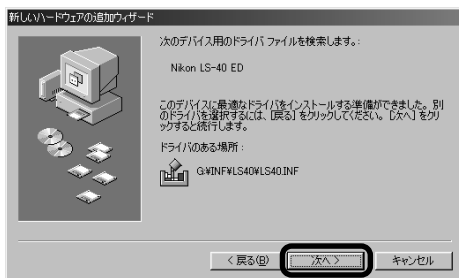 新しいハードウェアの追加ウィザード
次のデバイス用のドライバ ファイルを検索します。:
Nikon LS-40 ED
このデバイスに最適なドライバをインストールする準備ができました。別
のドライバを選択するには、[戻る] をクリックしてください。[次へ] をクリ
ックすると続行します。
ドライバのある場所:
G:¥INF¥LS40¥LS40.INF
< 戻る(B)
次へ >
キャンセル